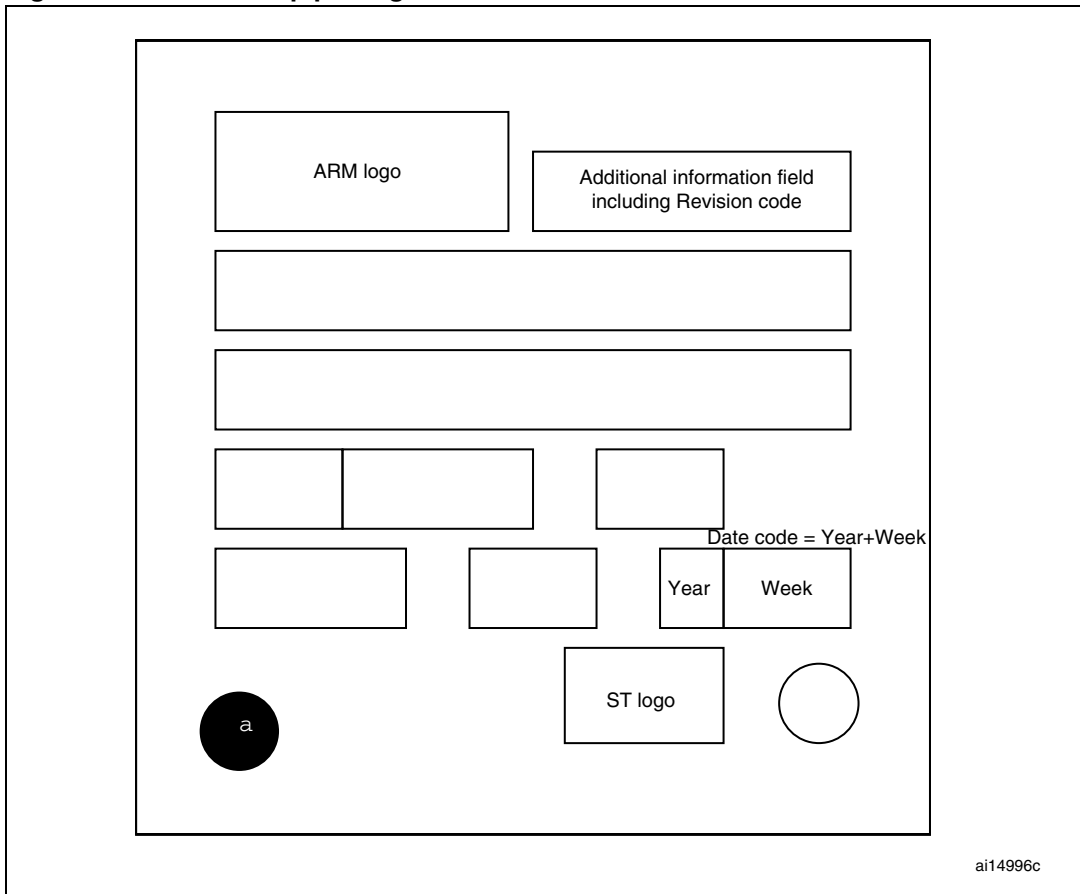 ARM logo
Additional information field
including Revision code
Date code = Year+Week
Year
Week
ST logo
a
ai14996c